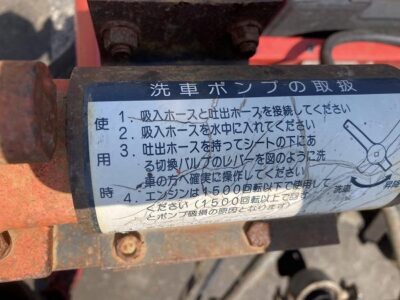 洗車ポンプの取扱
使用時
1. 吸入ホースと吐出ホースを接続してください
2. 吸入ホースを水中に入れてください
3. 吐出ホースを持ってシートの下にあ
る切換バルブのレバーを図のように洗
車の方へ確実に操作してください
4. エンジンは1500回転以下で使用して
ください(1500回転以上で回す
とポンプ破損の原因となります)
洗車
昇降